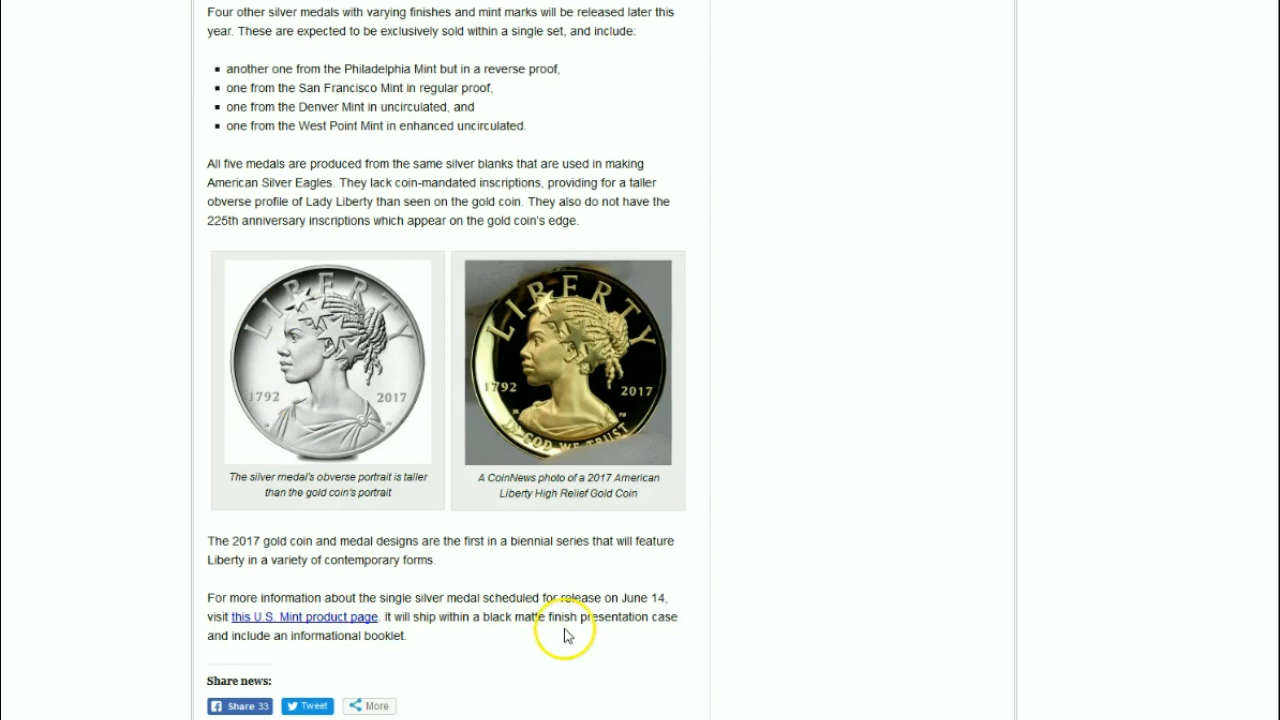 Four other silver medals with varying finishes and mint marks will be released later this
year. These are expected to be exclusively sold within a single set, and include:
another one from the Philadelphia Mint but in a reverse proof,
one from the San Francisco Mint in regular proof,
one from the Denver Mint in uncirculated, and
one from the West Point Mint in enhanced uncirculated.
All five medals are produced from the same silver blanks that are used in making
American Silver Eagles. They lack coin-mandated inscriptions, providing for a taller
obverse profile of Lady Liberty than seen on the gold coin. They also do not have the
225th anniversary inscriptions which appear on the gold coin's edge.
LIBERTY
1792 2017
The silver medal's obverse portrait is taller
than the gold coin's portrait
LIBERTY
1792 2017
IN GOD WE TRUST
A CoinNews photo of a 2017 American
Liberty High Relief Gold Coin
The 2017 gold coin and medal designs are the first in a biennial series that will feature
Liberty in a variety of contemporary forms.
For more information about the single silver medal scheduled for release on June 14,
visit this U.S. Mint product page. It will ship within a black matte finish presentation case
and include an informational booklet.
Share news:
Share 33 Tweet More